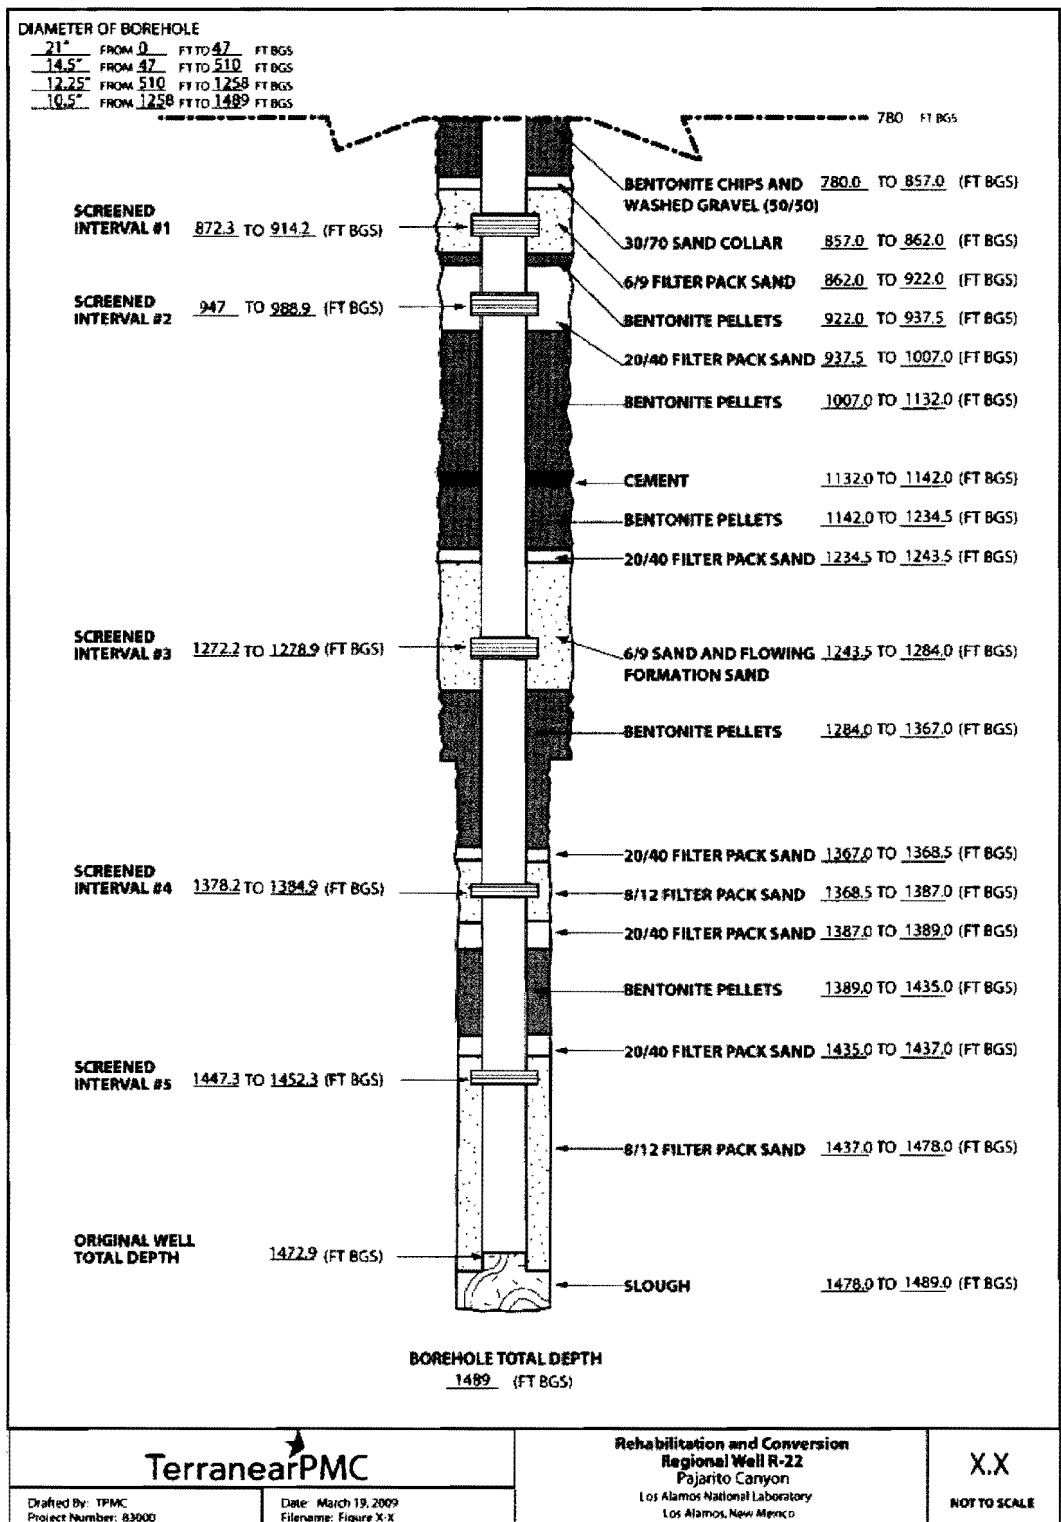 DIAMETER OF BOREHOLE
21" FROM 0 FT TO 47 FT BGS
14.5" FROM 47 FT TO 510 FT BGS
12.25" FROM 510 FT TO 1258 FT BGS
10.5" FROM 1258 FT TO 1489 FT BGS
780 FT BGS
BENTONITE CHIPS AND 780.0 TO 857.0 (FT BGS)
WASHED GRAVEL (50/50)
SCREENED
INTERVAL #1 872.3 TO 914.2 (FT BGS)
30/70 SAND COLLAR 857.0 TO 862.0 (FT BGS)
6/9 FILTER PACK SAND 862.0 TO 922.0 (FT BGS)
SCREENED
INTERVAL #2 947 TO 988.9 (FT BGS)
BENTONITE PELLETS 922.0 TO 937.5 (FT BGS)
20/40 FILTER PACK SAND 937.5 TO 1007.0 (FT BGS)
BENTONITE PELLETS 1007.0 TO 1132.0 (FT BGS)
CEMENT 1132.0 TO 1142.0 (FT BGS)
BENTONITE PELLETS 1142.0 TO 1234.5 (FT BGS)
20/40 FILTER PACK SAND 1234.5 TO 1243.5 (FT BGS)
SCREENED
INTERVAL #3 1272.2 TO 1278.9 (FT BGS)
6/9 SAND AND FLOWING 1243.5 TO 1284.0 (FT BGS)
FORMATION SAND
BENTONITE PELLETS 1284.0 TO 1367.0 (FT BGS)
20/40 FILTER PACK SAND 1367.0 TO 1368.5 (FT BGS)
SCREENED
INTERVAL #4 1378.2 TO 1384.9 (FT BGS)
8/12 FILTER PACK SAND 1368.5 TO 1387.0 (FT BGS)
20/40 FILTER PACK SAND 1387.0 TO 1389.0 (FT BGS)
BENTONITE PELLETS 1389.0 TO 1435.0 (FT BGS)
20/40 FILTER PACK SAND 1435.0 TO 1437.0 (FT BGS)
SCREENED
INTERVAL #5 1447.3 TO 1452.3 (FT BGS)
8/12 FILTER PACK SAND 1437.0 TO 1478.0 (FT BGS)
ORIGINAL WELL
TOTAL DEPTH 1472.9 (FT BGS)
SLOUGH 1478.0 TO 1489.0 (FT BGS)
BOREHOLE TOTAL DEPTH
1489 (FT BGS)
TerranearPMC
Drafted By: TPMC
Project Number: 83000
Date: March 19, 2009
Filename: Figure X-X
Rehabilitation and Conversion
Regional Well R-22
Pajarito Canyon
Los Alamos National Laboratory
Los Alamos, New Mexico
X.X
NOT TO SCALE